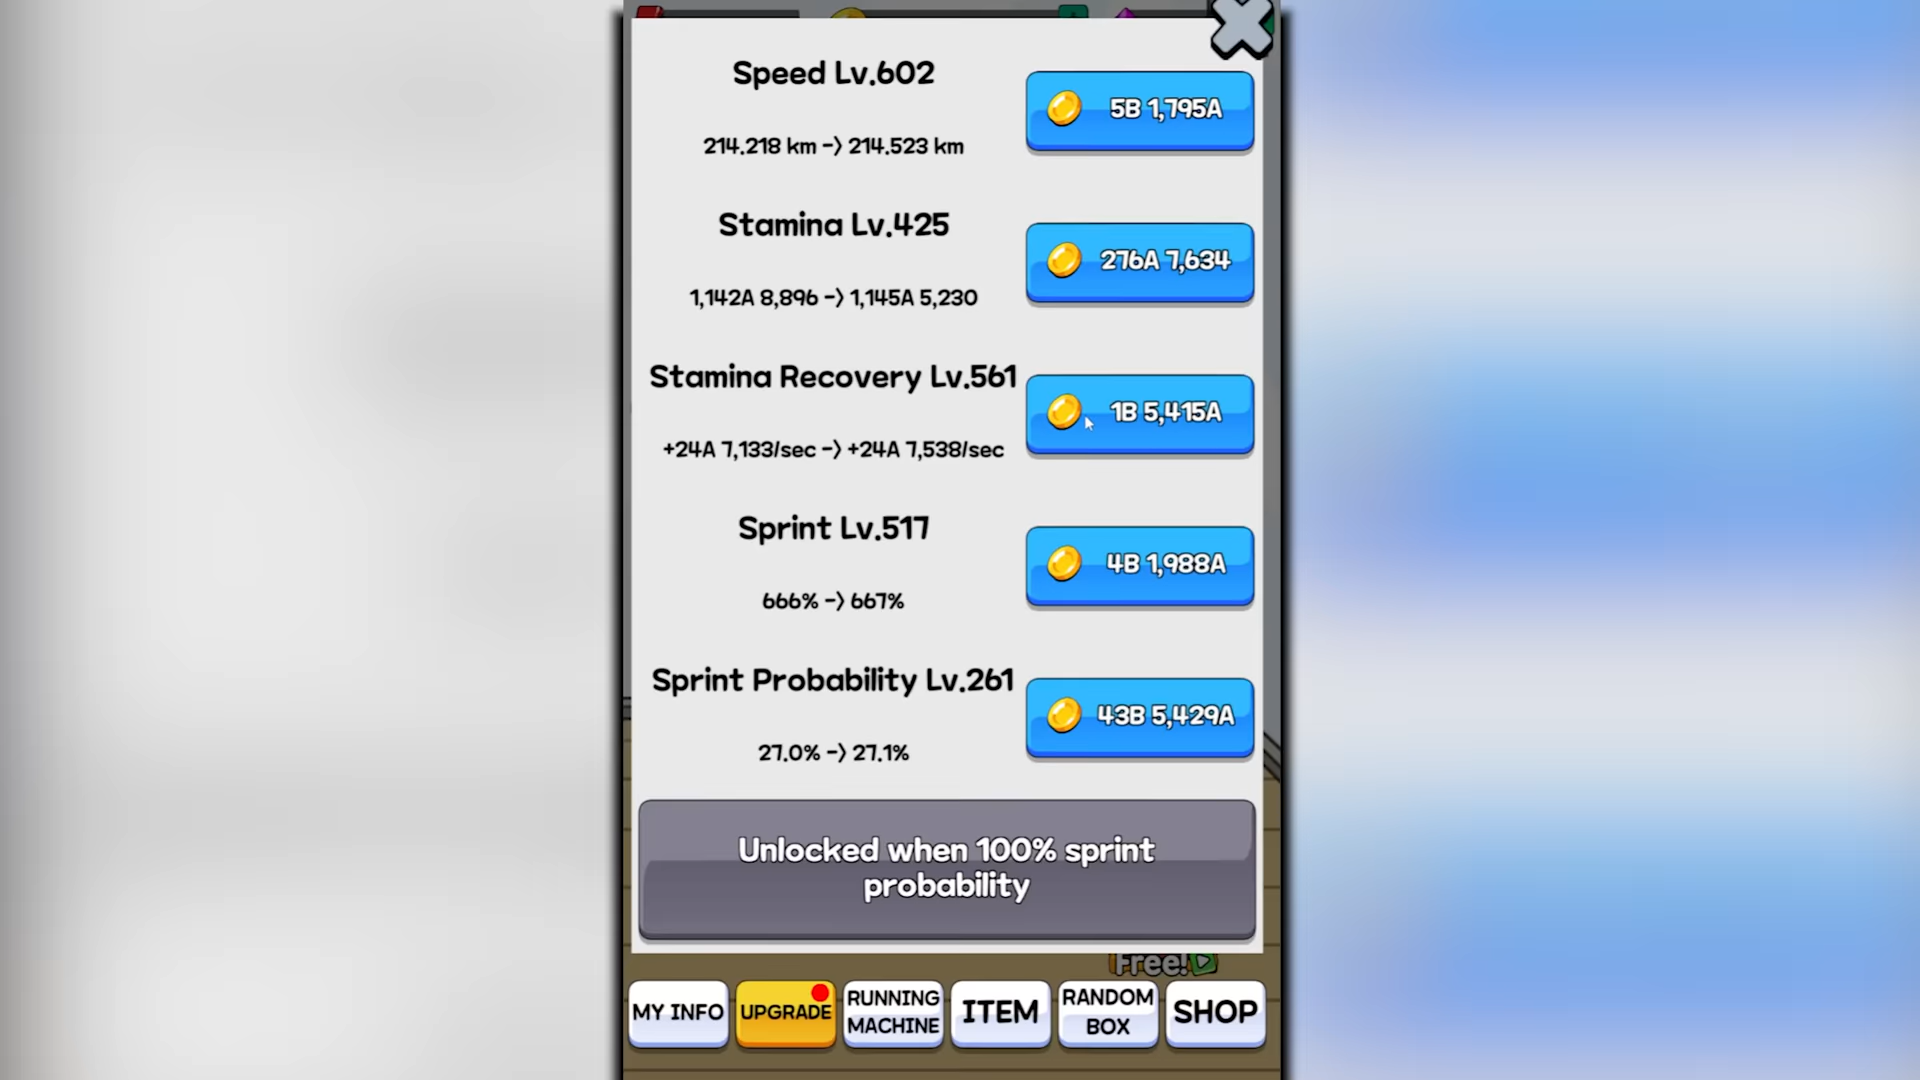 Speed Lv.602
5B 1,795A
214.218 km -> 214.523 km
Stamina Lv.425
276A 7,634
1,142A 8,896 -> 1,145A 5,230
Stamina Recovery Lv.561
1B 5,415A
+24A 7,133/sec -> +24A 7,538/sec
Sprint Lv.517
4B 1,988A
666% -> 667%
Sprint Probability Lv.261
43B 5,429A
27.0% -> 27.1%
Unlocked when 100% sprint
probability
Free!
MY INFO
UPGRADE
RUNNING
MACHINE
ITEM
RANDOM
BOX
SHOP